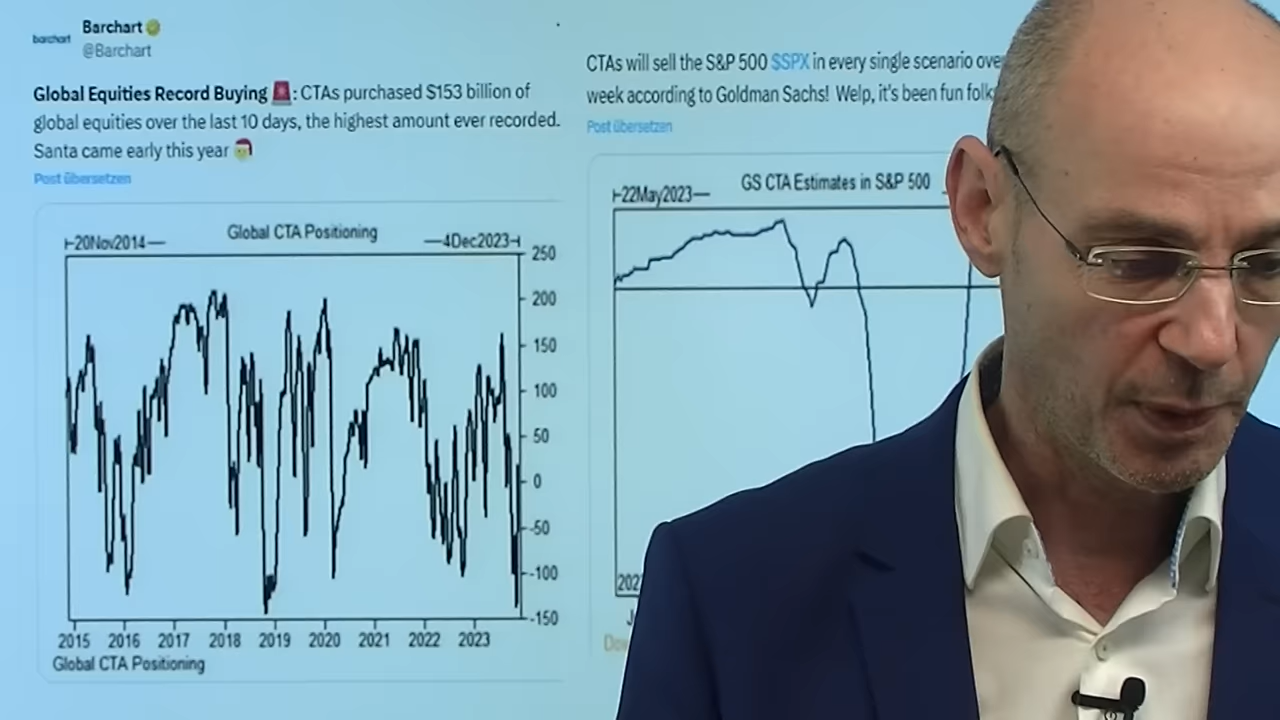 barchart
Barchart
@Barchart
Global Equities Record Buying 🚨: CTAs purchased $153 billion of
global equities over the last 10 days, the highest amount ever recorded.
Santa came early this year 🎅
Post übersetzen
20Nov2014
Global CTA Positioning
4Dec2023
250
200
150
100
50
0
-50
-100
-150
2015 2016 2017 2018 2019 2020 2021 2022 2023
Global CTA Positioning
CTAs will sell the S&P 500 $SPX in every single scenario
week according to Goldman Sachs! Welp, it's been fun
Post übersetzen
22May2023
GS CTA Estimates in S&P 500